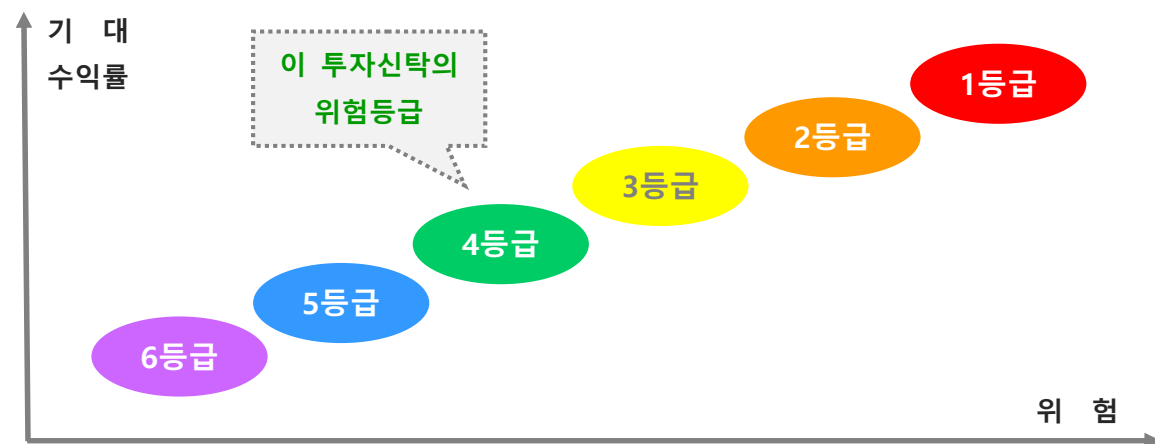 기 대
수익률
이 투자신탁의
위험등급
1등급
2등급
3등급
4등급
5등급
6등급
위 험